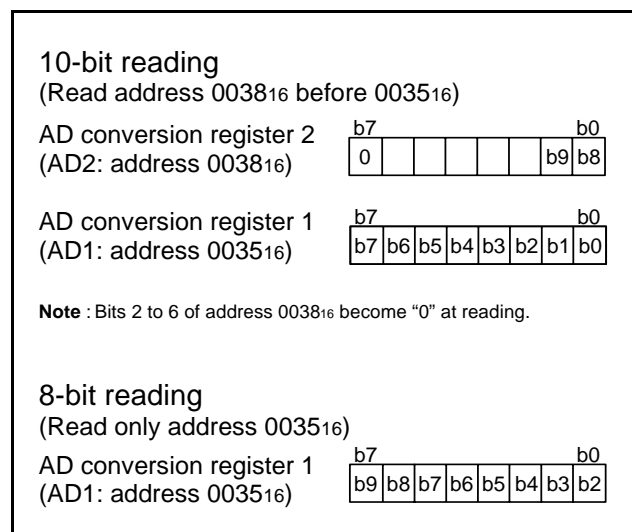 10-bit reading
(Read address 003816 before 003516)
AD conversion register 2
(AD2: address 003816)
b7 b0
0 b9 b8
AD conversion register 1
(AD1: address 003516)
b7 b0
b7 b6 b5 b4 b3 b2 b1 b0
Note : Bits 2 to 6 of address 003816 become “0” at reading.
8-bit reading
(Read only address 003516)
AD conversion register 1
(AD1: address 003516)
b7 b0
b9 b8 b7 b6 b5 b4 b3 b2